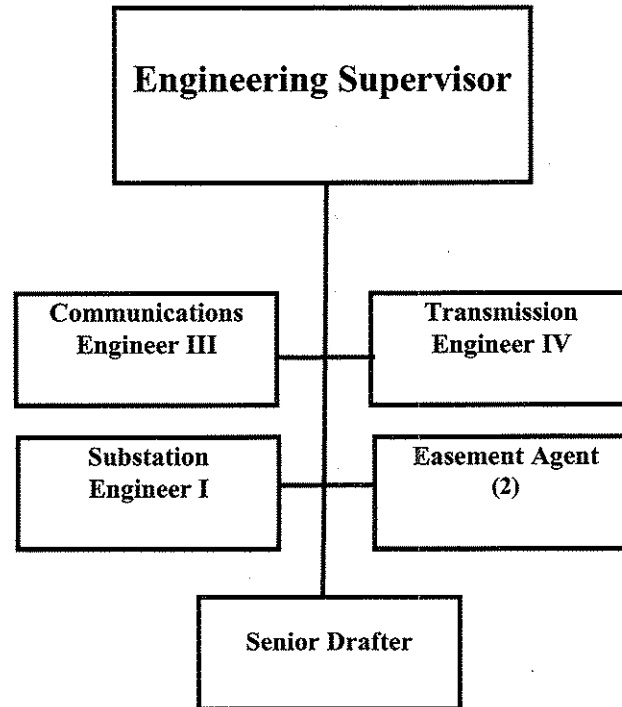 Engineering Supervisor
Communications
Engineer III
Transmission
Engineer IV
Substation
Engineer I
Easement Agent
(2)
Senior Drafter